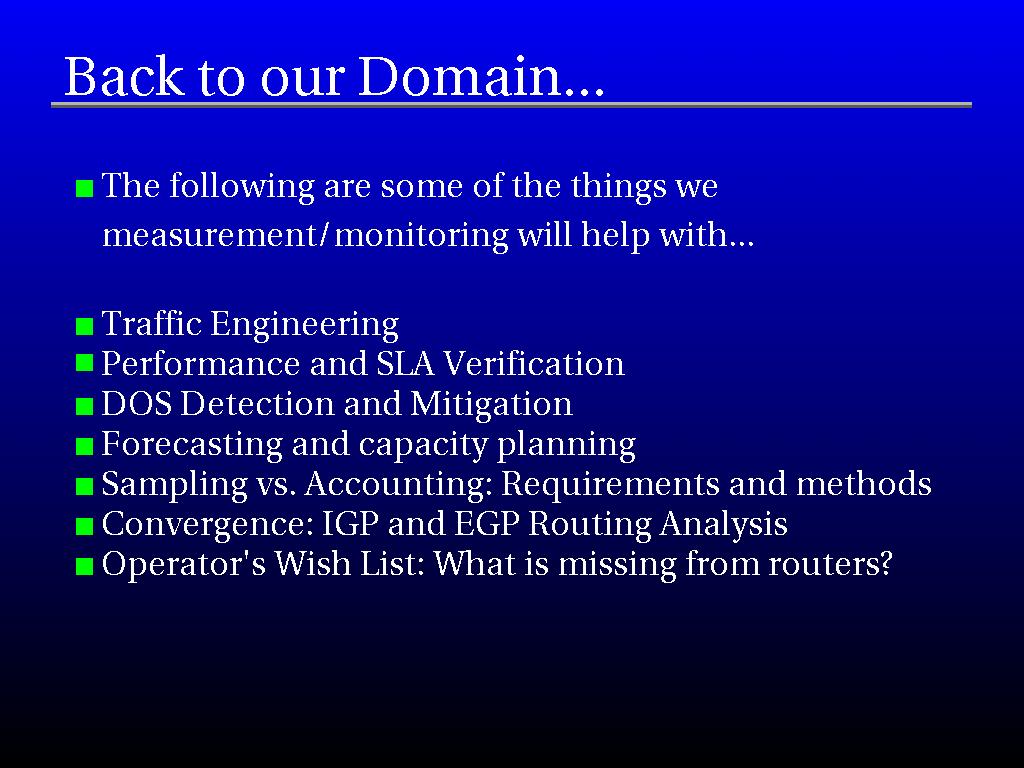 Back to our Domain...
The following are some of the things we
measurement/monitoring will help with...
Traffic Engineering
Performance and SLA Verification
DOS Detection and Mitigation
Forecasting and capacity planning
Sampling vs. Accounting: Requirements and methods
Convergence: IGP and EGP Routing Analysis
Operator's Wish List: What is missing from routers?